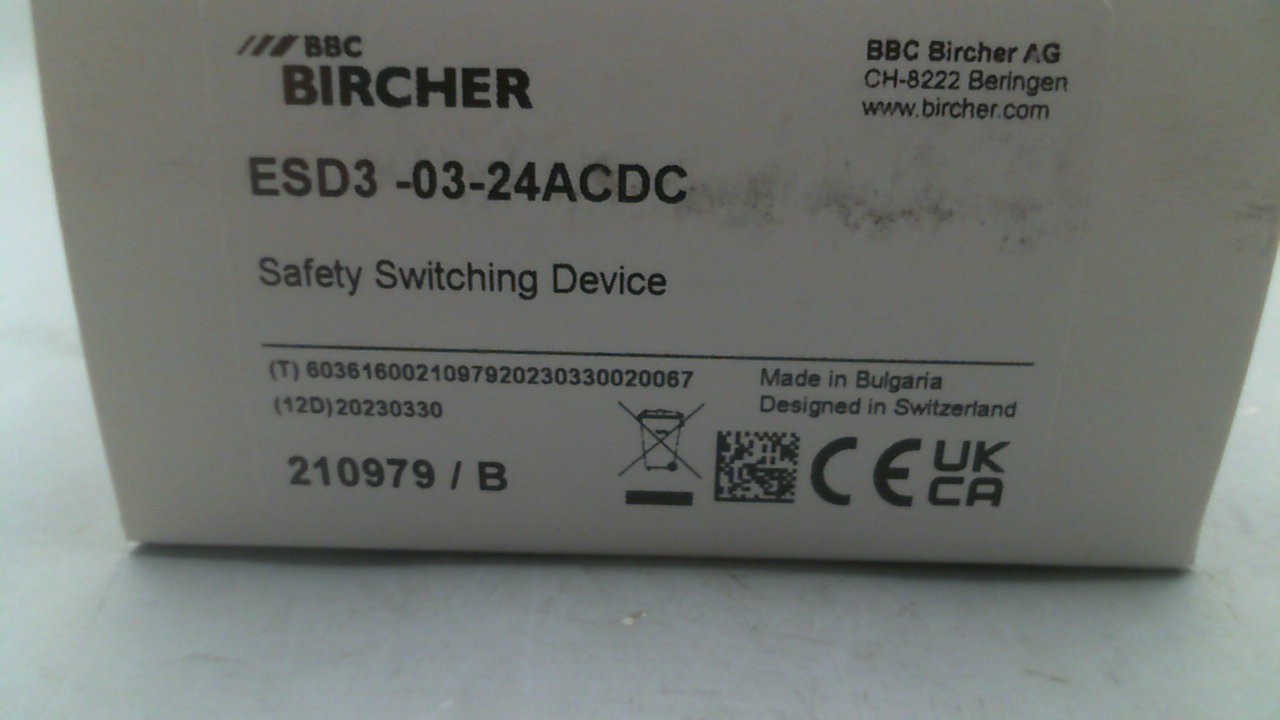 BBC
BIRCHER
BBC Bircher AG
CH-8222 Beringen
www.bircher.com
ESD3 -03-24ACDC
Safety Switching Device
(T) 6036160021097920230330020067
(12D)20230330
Made in Bulgaria
Designed in Switzerland
210979 / B
CE
UK
CA